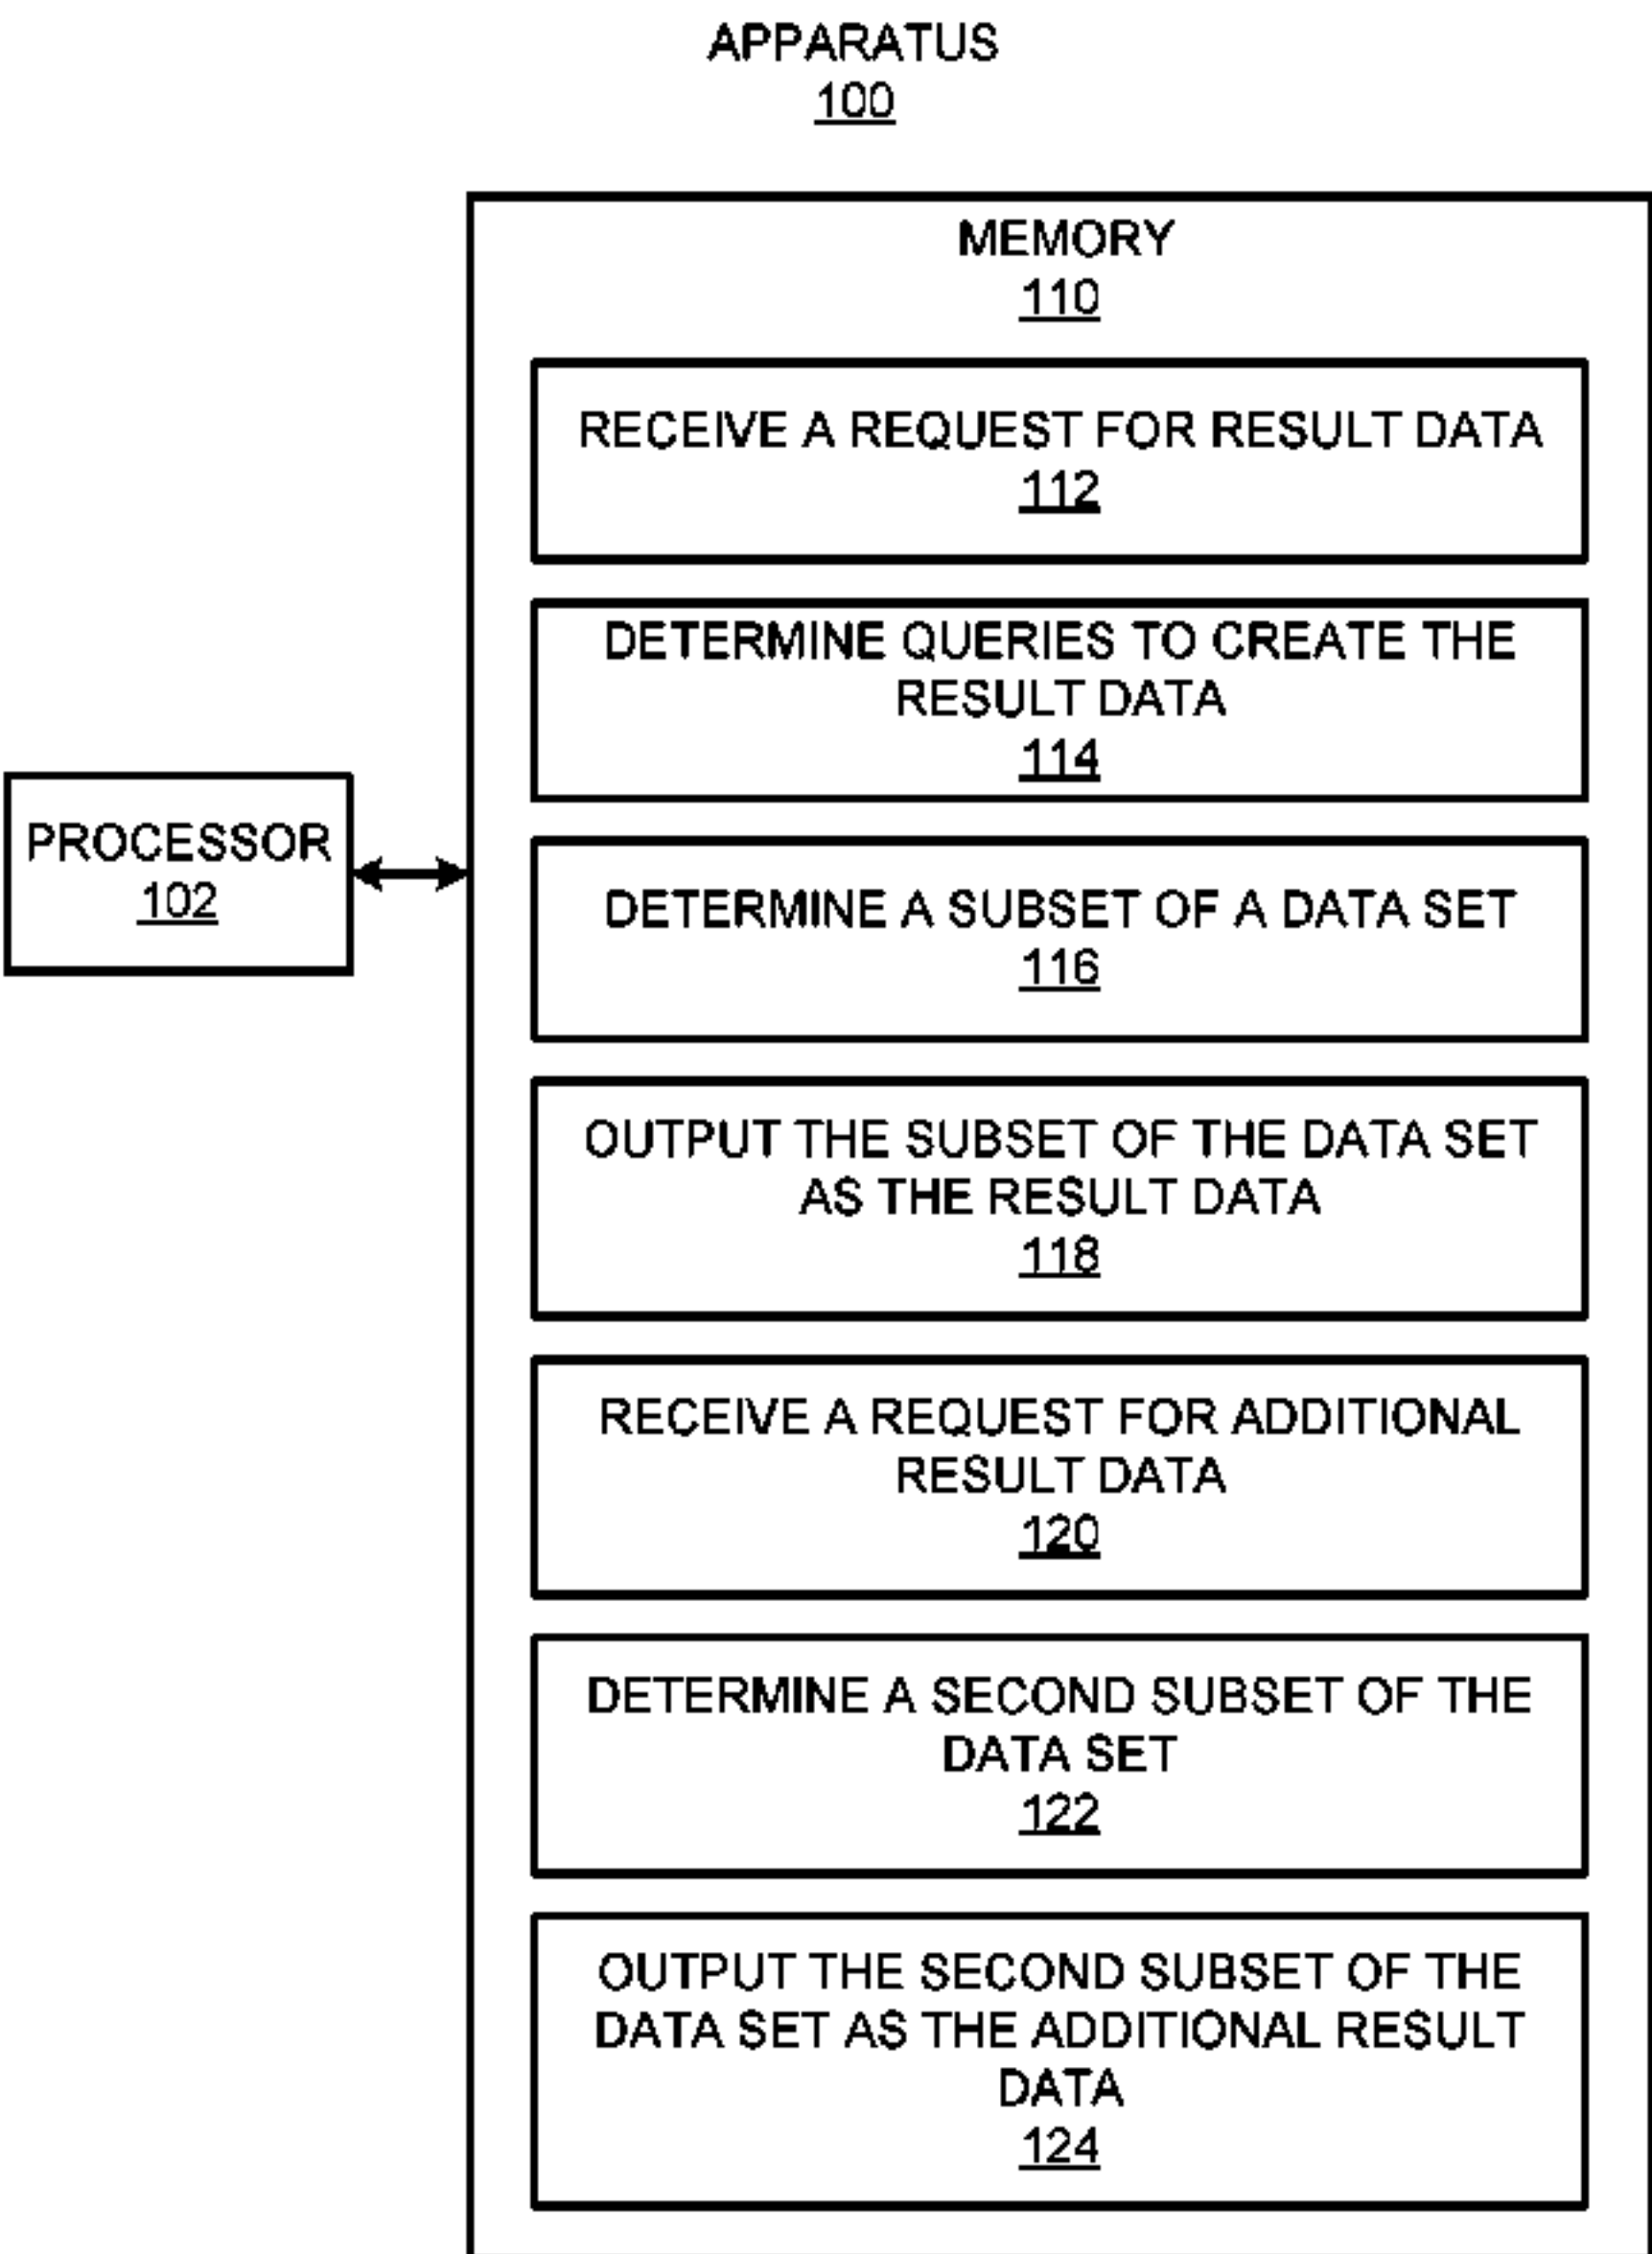 APPARATUS
100
MEMORY
110
RECEIVE A REQUEST FOR RESULT DATA
112
DETERMINE QUERIES TO CREATE THE
RESULT DATA
114
PROCESSOR
102
DETERMINE A SUBSET OF A DATA SET
116
OUTPUT THE SUBSET OF THE DATA SET
AS THE RESULT DATA
118
RECEIVE A REQUEST FOR ADDITIONAL
RESULT DATA
120
DETERMINE A SECOND SUBSET OF THE
DATA SET
122
OUTPUT THE SECOND SUBSET OF THE
DATA SET AS THE ADDITIONAL RESULT
DATA
124